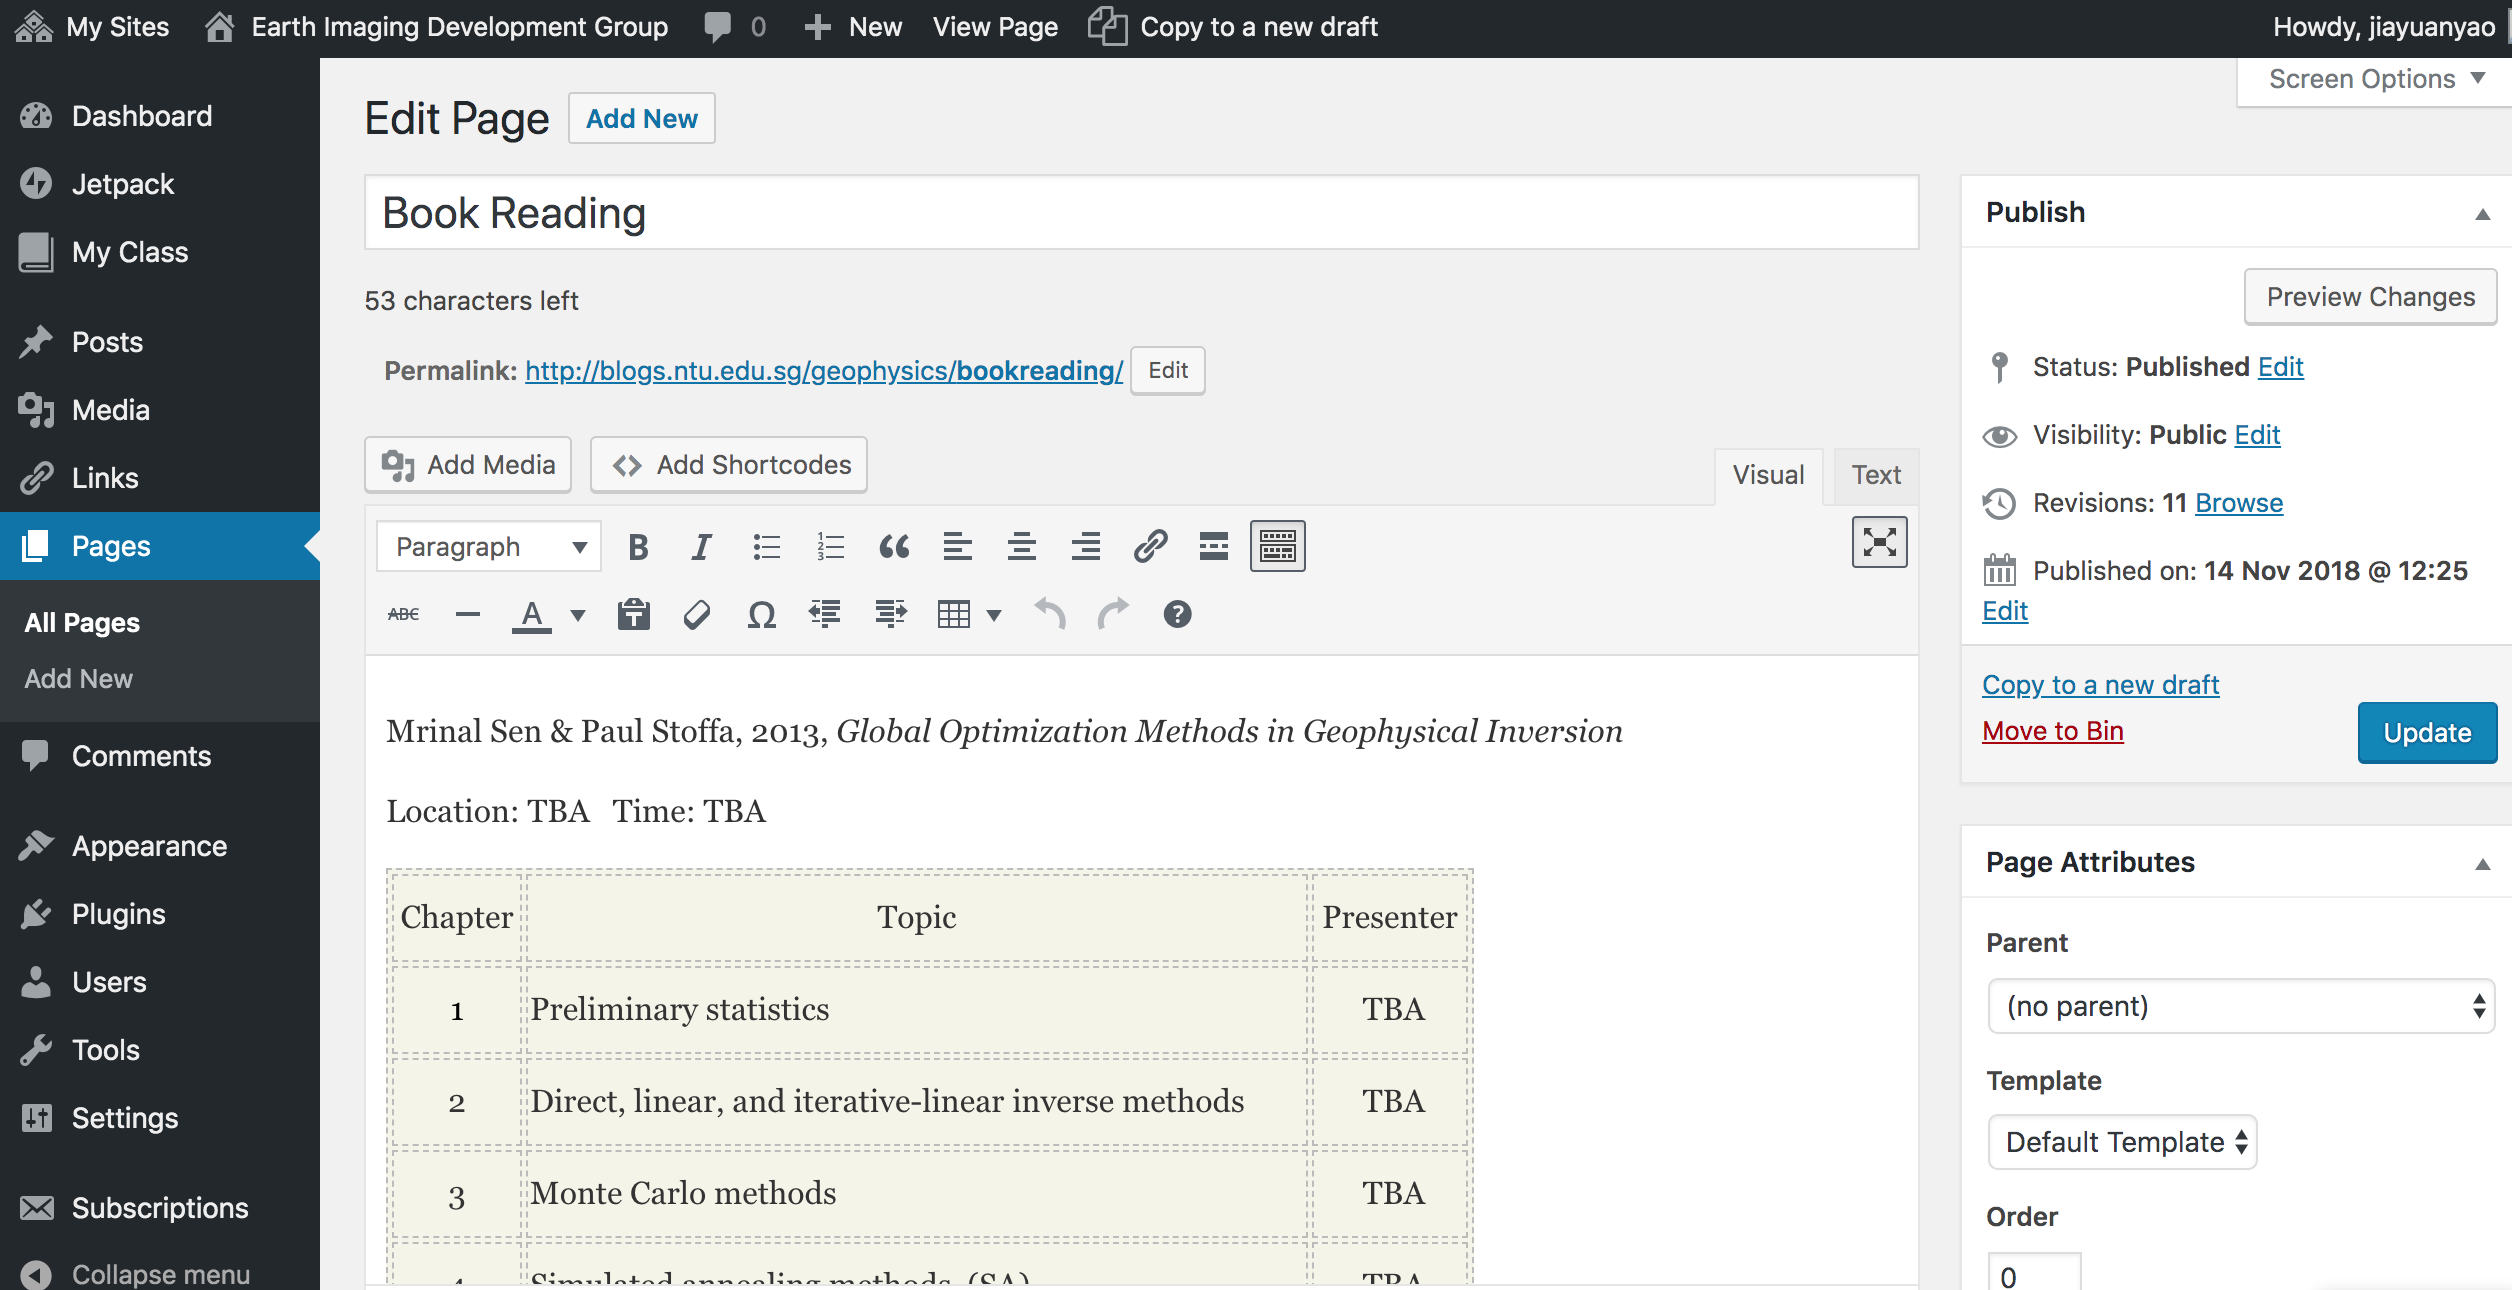 My Sites Earth Imaging Development Group 0 New View Page Copy to a new draft Howdy, jiayuanyao
Screen Options
Dashboard
Jetpack
My Class
Posts
Media
Links
Pages
All Pages
Add New
Comments
Appearance
Plugins
Users
Tools
Settings
Subscriptions
Collapse menu
Edit Page Add New
Book Reading
53 characters left
Permalink: http://blogs.ntu.edu.sg/geophysics/bookreading/ Edit
Add Media Add Shortcodes
Visual Text
Paragraph B I
ABC A
Mrinal Sen & Paul Stoffa, 2013, Global Optimization Methods in Geophysical Inversion
Location: TBA Time: TBA
Chapter Topic Presenter
1 Preliminary statistics TBA
2 Direct, linear, and iterative-linear inverse methods TBA
3 Monte Carlo methods TBA
4 Simulated annealing methods (SA) TBA
Publish
Preview Changes
Status: Published Edit
Visibility: Public Edit
Revisions: 11 Browse
Published on: 14 Nov 2018 @ 12:25
Edit
Copy to a new draft
Move to Bin
Update
Page Attributes
Parent
(no parent)
Template
Default Template
Order
0